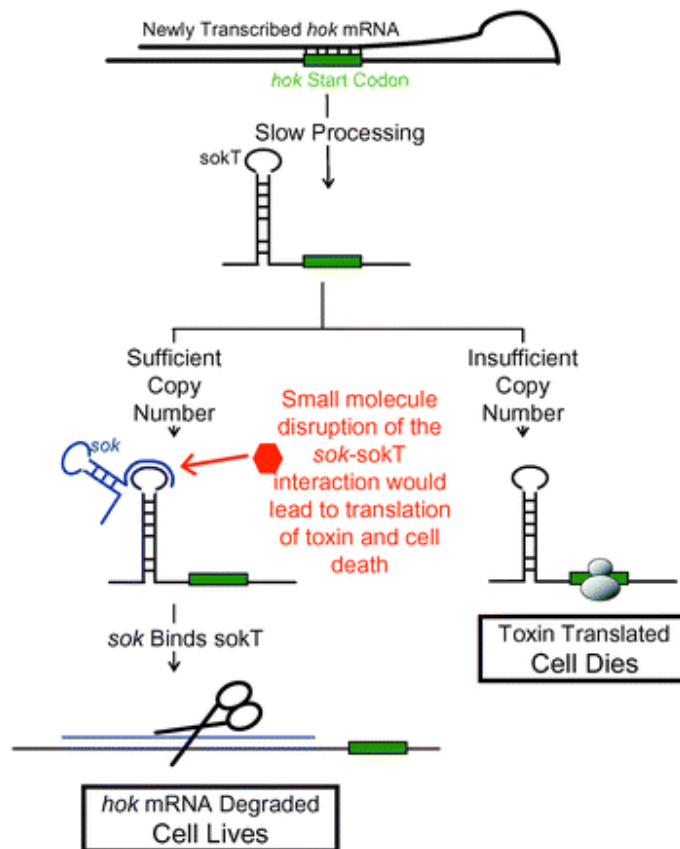 Newly Transcribed hok mRNA
hok Start Codon
Slow Processing
sokT
Sufficient
Copy
Number
Insufficient
Copy
Number
sok
Small molecule
disruption of the
sok-sokT
interaction would
lead to translation
of toxin and cell
death
sok Binds sokT
Toxin Translated
Cell Dies
hok mRNA Degraded
Cell Lives